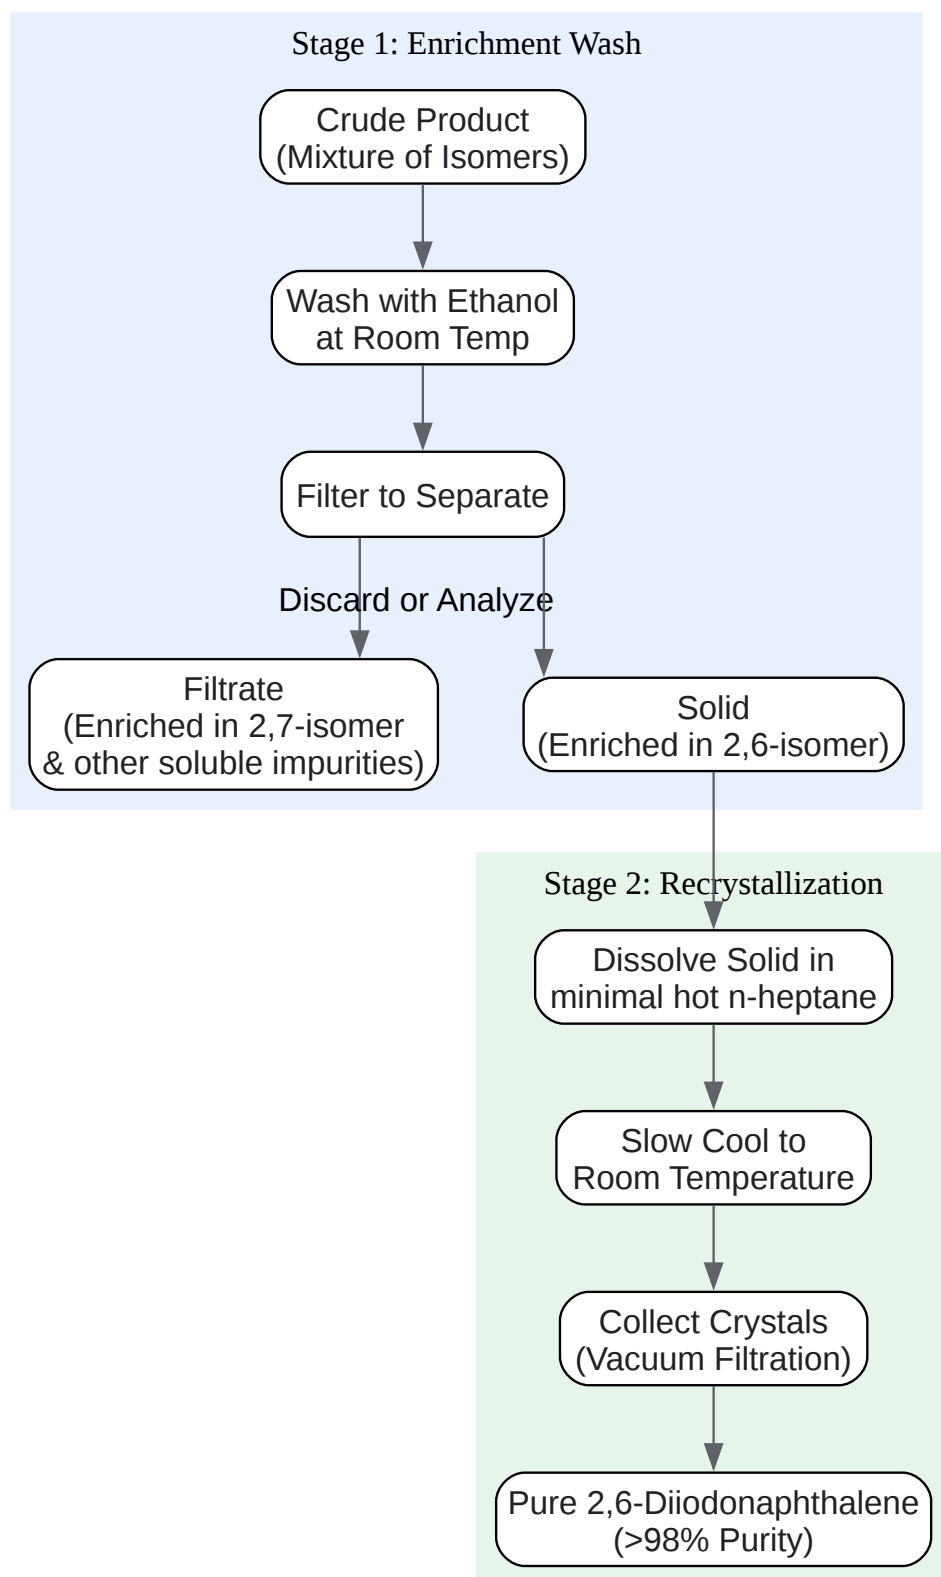 Stage 1: Enrichment Wash
Crude Product
(Mixture of Isomers)
Wash with Ethanol
at Room Temp
Filter to Separate
Discard or Analyze
Filtrate
(Enriched in 2,7-isomer
& other soluble impurities)
Solid
(Enriched in 2,6-isomer)
Stage 2: Recrystallization
Dissolve Solid in
minimal hot n-heptane
Slow Cool to
Room Temperature
Collect Crystals
(Vacuum Filtration)
Pure 2,6-Diiodonaphthalene
(>98% Purity)